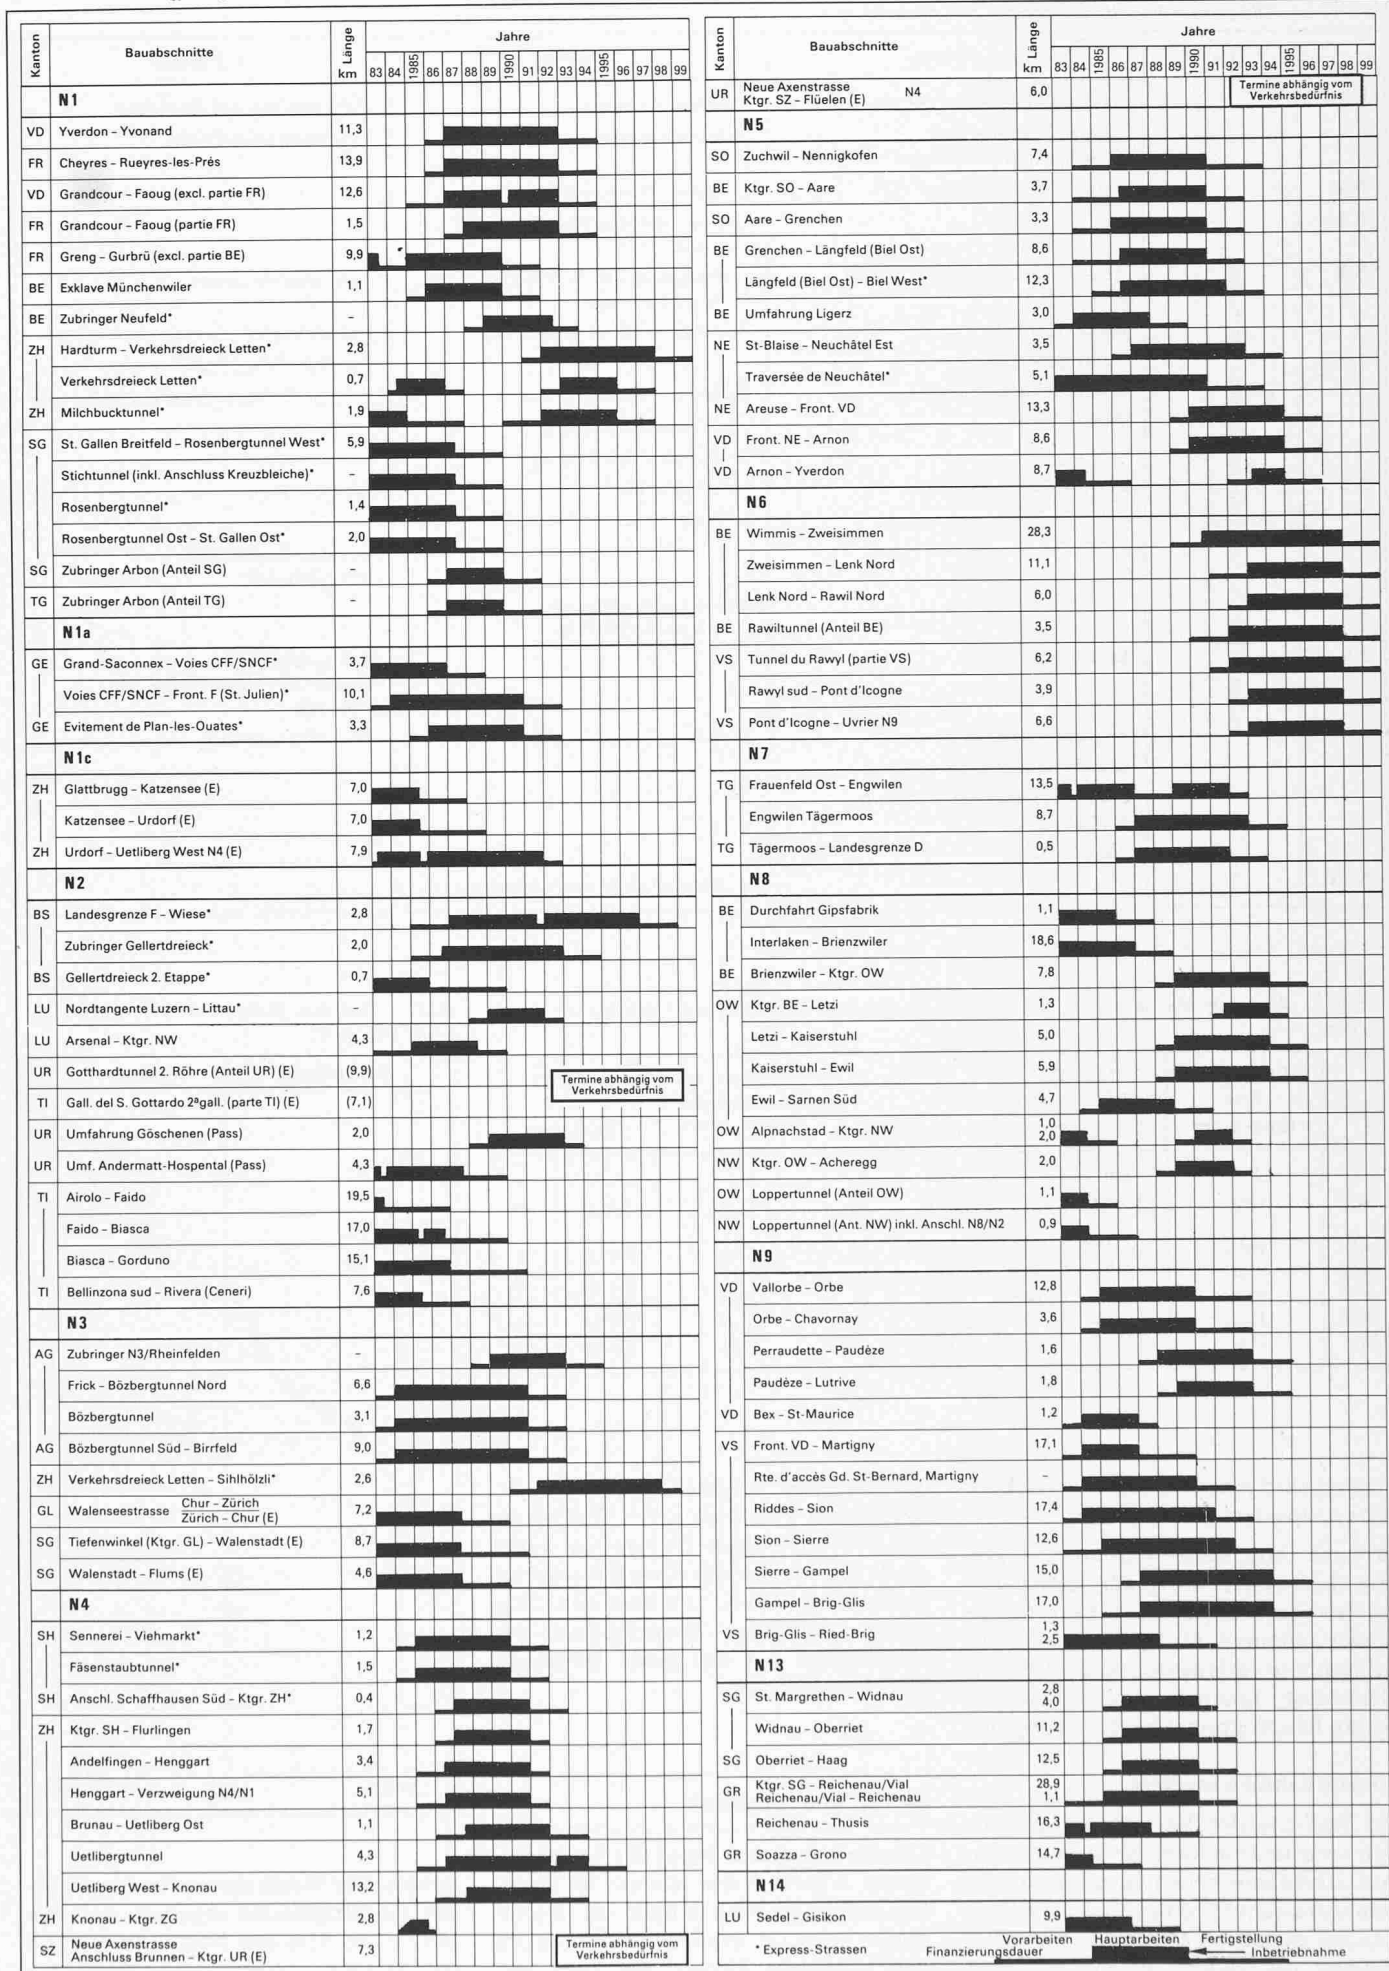 Kanton Bauabschnitte Länge km Jahre
83 84 1985 86 87 88 89 1990 91 92 93 94 1995 96 97 98 99
N1
VD Yverdon – Yvonand 11,3
FR Cheyres – Rueyres-les-Prés 13,9
VD Grandcour – Faoug (excl. partie FR) 12,6
FR Grandcour – Faoug (partie FR) 1,5
FR Greng – Gurbrü (excl. partie BE) 9,9
BE Exklave Münchenwiler 1,1
BE Zubringer Neufeld* –
ZH Hardturm – Verkehrsdreieck Letten* 2,8
Verkehrsdreieck Letten* 0,7
ZH Milchbucktunnel* 1,9
SG St. Gallen Breitfeld – Rosenbergtunnel West* 5,9
Stichtunnel (inkl. Anschluss Kreuzbleiche)* –
Rosenbergtunnel* 1,4
Rosenbergtunnel Ost – St. Gallen Ost* 2,0
SG Zubringer Arbon (Anteil SG) –
TG Zubringer Arbon (Anteil TG) –
N1a
GE Grand-Saconnex – Voies CFF/SNCF* 3,7
Voies CFF/SNCF – Front. F (St. Julien)* 10,1
GE Evitement de Plan-les-Ouates* 3,3
N1c
ZH Glattbrugg – Katzensee (E) 7,0
Katzensee – Urdorf (E) 7,0
ZH Urdorf – Uetliberg West N4 (E) 7,9
N2
BS Landesgrenze F – Wiese* 2,8
Zubringer Gellertdreieck* 2,0
BS Gellertdreieck 2. Etappe* 0,7
LU Nordtangente Luzern – Littau* –
LU Arsenal – Ktgr. NW 4,3
UR Gotthardtunnel 2. Röhre (Anteil UR) (E) (9,9)
Termine abhängig vom
Verkehrsbedürfnis
TI Gall. del S. Gottardo 2ª gall. (parte TI) (E) (7,1)
UR Umfahrung Göschenen (Pass) 2,0
UR Umf. Andermatt-Hospental (Pass) 4,3
TI Airolo – Faido 19,5
Faido – Biasca 17,0
Biasca – Gorduno 15,1
TI Bellinzona sud – Rivera (Ceneri) 7,6
N3
AG Zubringer N3/Rheinfelden –
Frick – Bözbergtunnel Nord 6,6
Bözbergtunnel 3,1
AG Bözbergtunnel Süd – Birrfeld 9,0
ZH Verkehrsdreieck Letten – Sihlhölzli* 2,6
GL Walenseestrasse Chur – Zürich
Zürich – Chur (E) 7,2
SG Tiefenwinkel (Ktgr. GL) – Walenstadt (E) 8,7
SG Walenstadt – Flums (E) 4,6
N4
SH Sennerei – Viehmarkt* 1,2
Fäsenstaubtunnel* 1,5
SH Anschl. Schaffhausen Süd – Ktgr. ZH* 0,4
ZH Ktgr. SH – Flurlingen 1,7
Andelfingen – Henggart 3,4
Henggart – Verzweigung N4/N1 5,1
Brunau – Uetliberg Ost 1,1
Uetlibergtunnel 4,3
Uetliberg West – Knonau 13,2
ZH Knonau – Ktgr. ZG 2,8
SZ Neue Axenstrasse
Anschluss Brunnen – Ktgr. UR (E) 7,3
Termine abhängig vom
Verkehrsbedürfnis
Kanton Bauabschnitte Länge km Jahre
83 84 1985 86 87 88 89 1990 91 92 93 94 1995 96 97 98 99
UR Neue Axenstrasse N4
Ktgr. SZ – Flüelen (E) 6,0
Termine abhängig vom
Verkehrsbedürfnis
N5
SO Zuchwil – Nennigkofen 7,4
BE Ktgr. SO – Aare 3,7
SO Aare – Grenchen 3,3
BE Grenchen – Längfeld (Biel Ost) 8,6
Längfeld (Biel Ost) – Biel West* 12,3
BE Umfahrung Ligerz 3,0
NE St-Blaise – Neuchâtel Est 3,5
Traversée de Neuchâtel* 5,1
NE Areuse – Front. VD 13,3
VD Front. NE – Arnon 8,6
VD Arnon – Yverdon 8,7
N6
BE Wimmis – Zweisimmen 28,3
Zweisimmen – Lenk Nord 11,1
Lenk Nord – Rawil Nord 6,0
BE Rawiltunnel (Anteil BE) 3,5
VS Tunnel du Rawyl (partie VS) 6,2
Rawyl sud – Pont d'Icogne 3,9
VS Pont d'Icogne – Uvrier N9 6,6
N7
TG Frauenfeld Ost – Engwilen 13,5
Engwilen Tägermoos 8,7
TG Tägermoos – Landesgrenze D 0,5
N8
BE Durchfahrt Gipsfabrik 1,1
Interlaken – Brienzwiler 18,6
BE Brienzwiler – Ktgr. OW 7,8
OW Ktgr. BE – Letzi 1,3
Letzi – Kaiserstuhl 5,0
Kaiserstuhl – Ewil 5,9
Ewil – Sarnen Süd 4,7
OW Alpnachstad – Ktgr. NW 1,0
2,0
NW Ktgr. OW – Acheregg 2,0
OW Loppertunnel (Anteil OW) 1,1
NW Loppertunnel (Ant. NW) inkl. Anschl. N8/N2 0,9
N9
VD Vallorbe – Orbe 12,8
Orbe – Chavornay 3,6
Perraudette – Paudèze 1,6
Paudèze – Lutrive 1,8
VD Bex – St-Maurice 1,2
VS Front. VD – Martigny 17,1
Rte. d'accès Gd. St-Bernard, Martigny –
Riddes – Sion 17,4
Sion – Sierre 12,6
Sierre – Gampel 15,0
Gampel – Brig-Glis 17,0
VS Brig-Glis – Ried-Brig 1,3
2,5
N13
SG St. Margrethen – Widnau 2,8
4,0
Widnau – Oberriet 11,2
SG Oberriet – Haag 12,5
GR Ktgr. SG – Reichenau/Vial 28,9
Reichenau/Vial – Reichenau 1,1
Reichenau – Thusis 16,3
GR Soazza – Grono 14,7
N14
LU Sedel – Gisikon 9,9
* Express-Strassen
Vorarbeiten Hauptarbeiten Fertigstellung
Finanzierungsdauer Inbetriebnahme